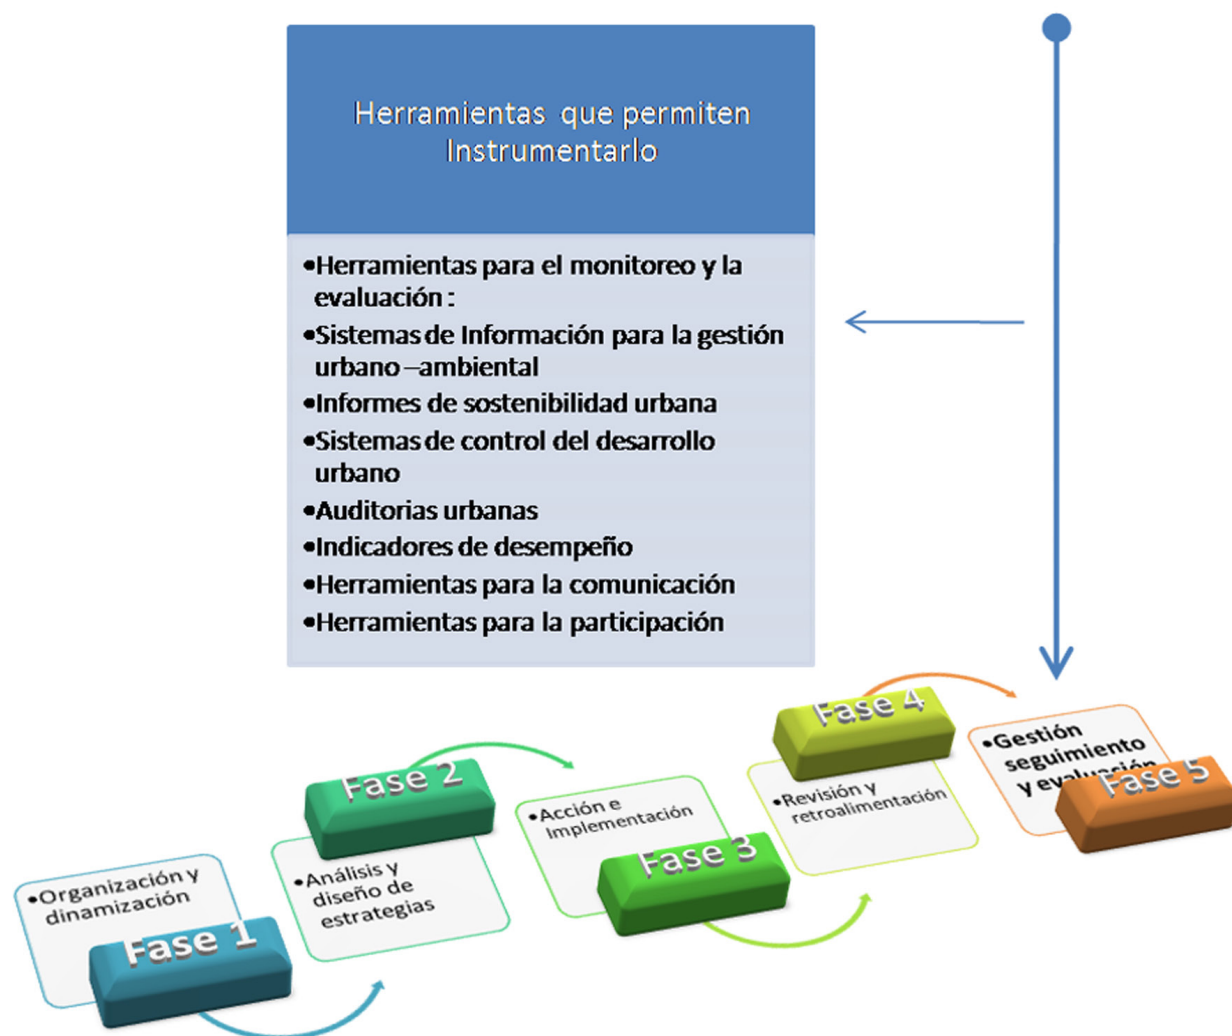 Herramientas que permiten
Instrumentarlo
•Herramientas para el monitoreo y la
evaluación :
•Sistemas de Información para la gestión
urbano –ambiental
•Informes de sostenibilidad urbana
•Sistemas de control del desarrollo
urbano
•Auditorias urbanas
•Indicadores de desempeño
•Herramientas para la comunicación
•Herramientas para la participación
•Organización y
dinamización
Fase 1
Fase 2
•Análisis y
diseño de
estrategias
•Acción e
Implementación
Fase 3
Fase 4
•Revisión y
retroalimentación
•Gestión
seguimiento
y evaluación
Fase 5